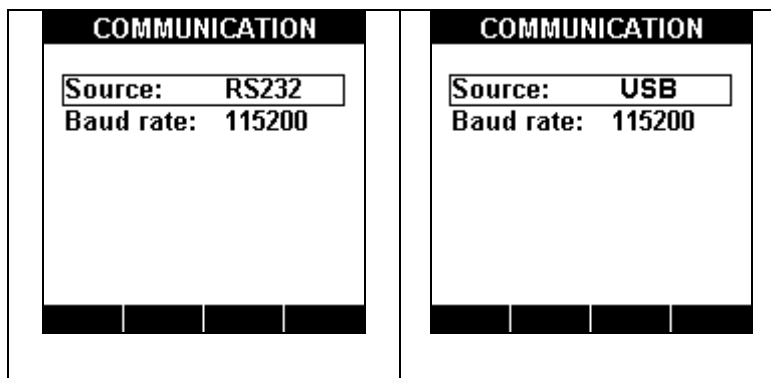 COMMUNICATION
Source: RS232
Baud rate: 115200
COMMUNICATION
Source: USB
Baud rate: 115200